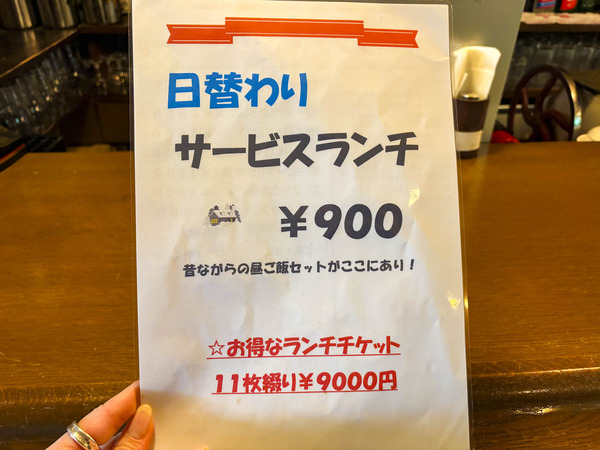 日替わり
サービスランチ
￥900
昔ながらの昼ご飯セットがここにあり！
☆お得なランチチケット
11枚綴り￥9000円